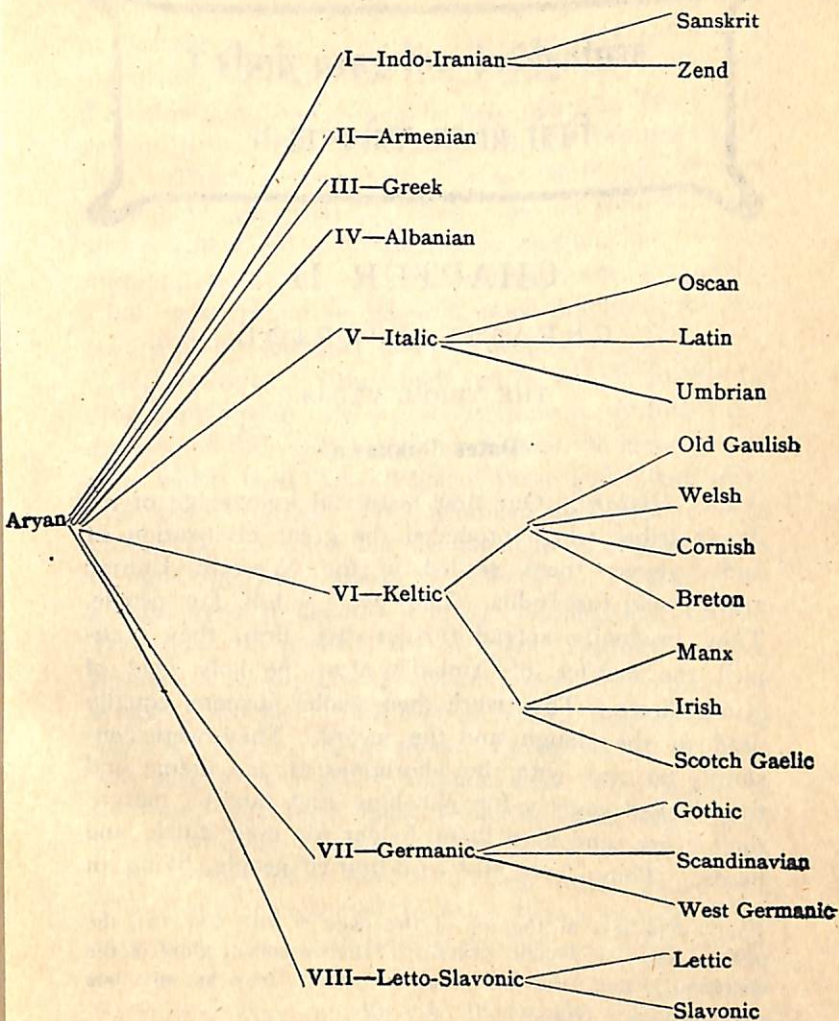 Sanskrit
I—Indo-Iranian
Zend
II—Armenian
III—Greek
IV—Albanian
Oscan
V—Italic
Latin
Umbrian
Old Gaulish
Welsh
Aryan
Cornish
VI—Keltic
Breton
Manx
Irish
Scotch Gaelic
Gothic
VII—Germanic
Scandinavian
West Germanic
Lettic
VIII—Letto-Slavonic
Slavonic